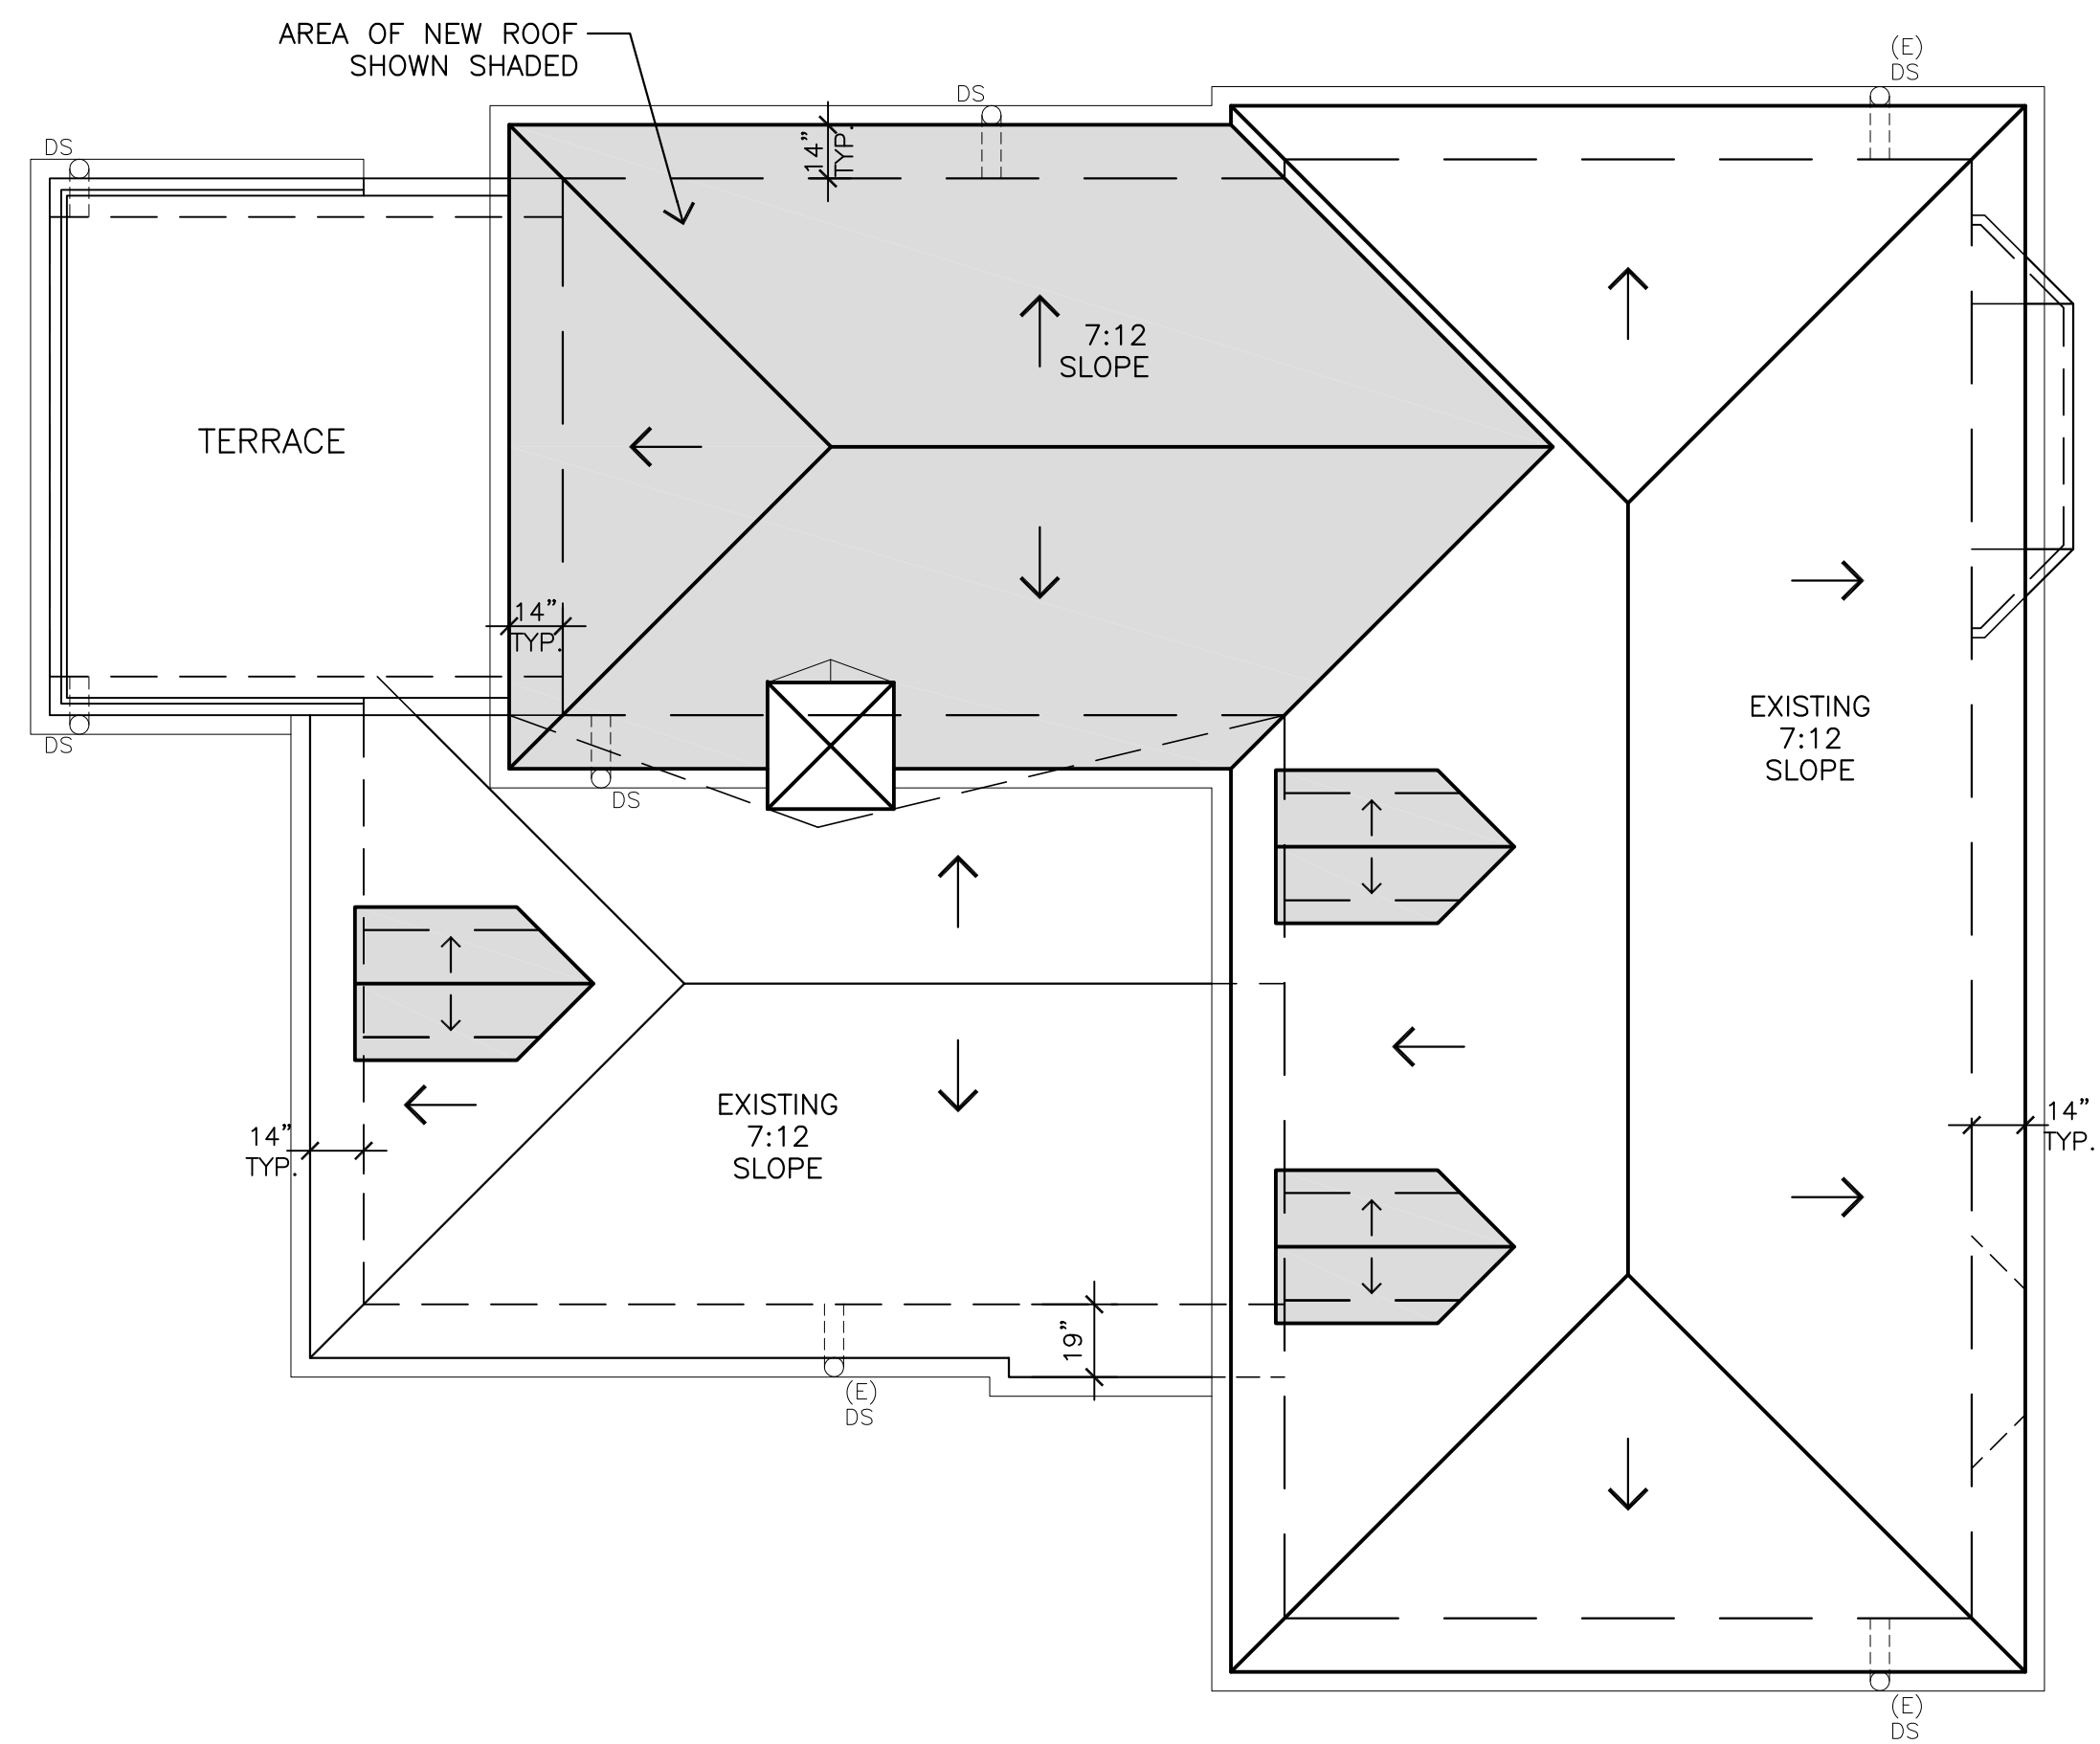 AREA OF NEW ROOF
SHOWN SHADED
(E)
DS
DS
DS
14"
TYP.
7:12
SLOPE
TERRACE
14"
TYP.
DS
DS
EXISTING
7:12
SLOPE
EXISTING
7:12
SLOPE
14"
TYP.
14"
TYP.
19"
(E)
DS
(E)
DS